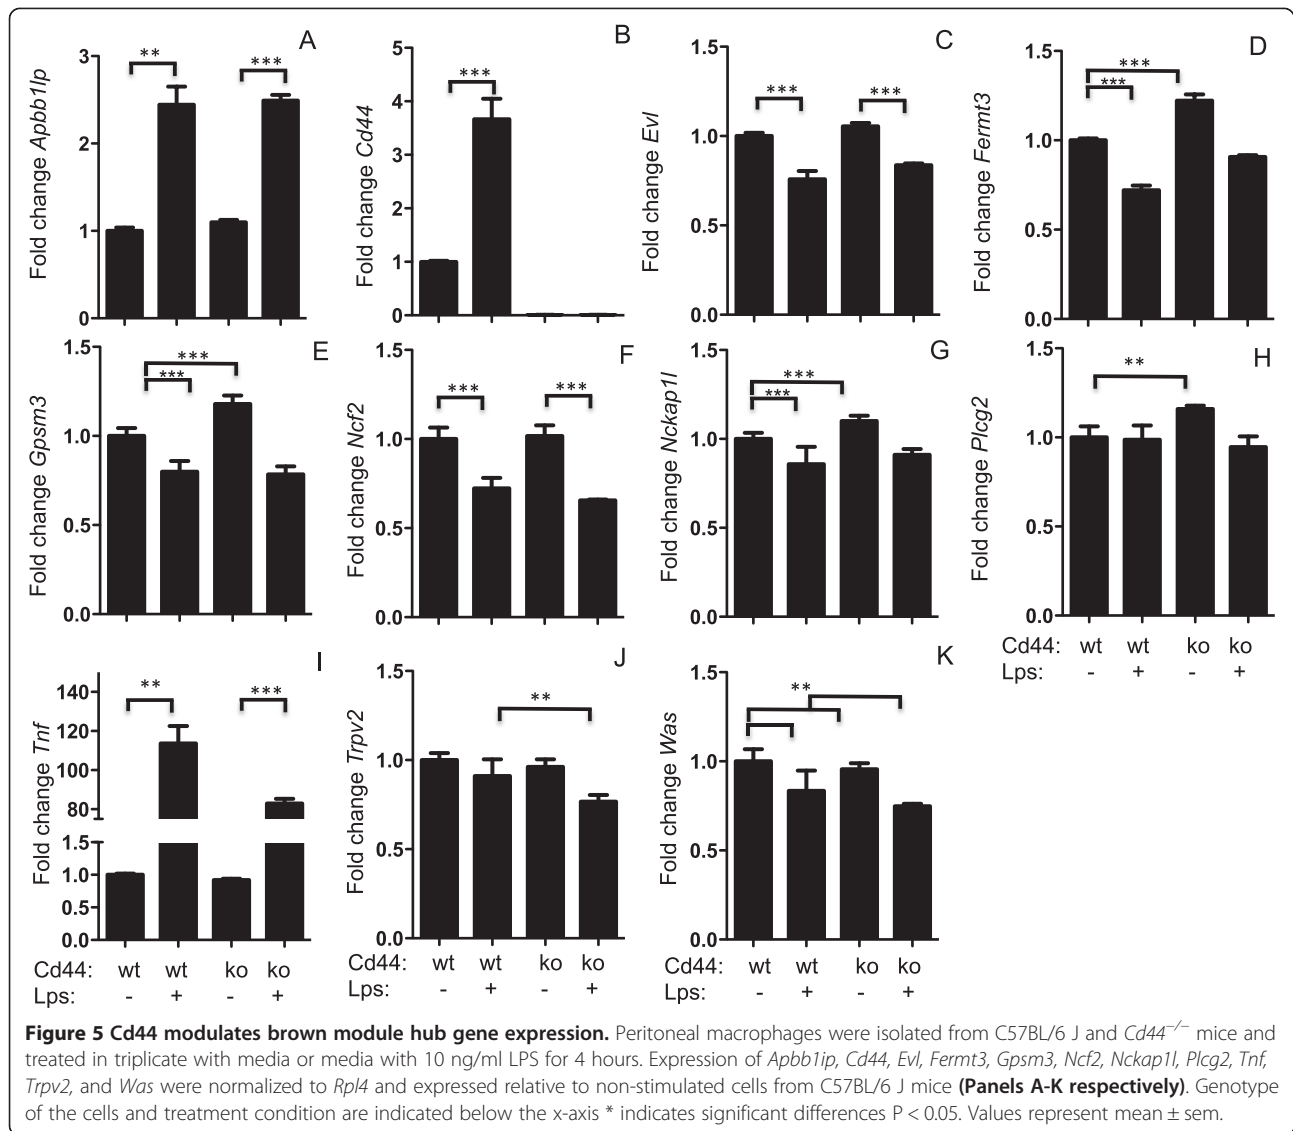 A
Fold change Apbb1lp
3
2
1
0
**
***
B
Fold change Cd44
5
4
3
2
1
0
***
C
Fold change Evl
1.5
1.0
0.5
0.0
***
***
D
Fold change Fermt3
1.5
1.0
0.5
0.0
***
***
E
Fold change Gpsm3
1.5
1.0
0.5
0.0
***
***
F
Fold change Ncf2
1.5
1.0
0.5
0.0
***
***
G
Fold change Nckap1l
1.5
1.0
0.5
0.0
***
***
H
Fold change Plcg2
1.5
1.0
0.5
0.0
**
Cd44: wt wt ko ko
Lps: - + - +
I
Fold change Tnf
140
120
100
80
1.5
1.0
0.5
0.0
**
***
Cd44: wt wt ko ko
Lps: - + - +
J
Fold change Trpv2
1.5
1.0
0.5
0.0
**
wt wt ko ko
- + - +
K
Fold change Was
1.5
1.0
0.5
0.0
**
Cd44: wt wt ko ko
Lps: - + - +
Figure 5 Cd44 modulates brown module hub gene expression. Peritoneal macrophages were isolated from C57BL/6 J and Cd44−/− mice and
treated in triplicate with media or media with 10 ng/ml LPS for 4 hours. Expression of Apbb1ip, Cd44, Evl, Fermt3, Gpsm3, Ncf2, Nckap1l, Plcg2, Tnf,
Trpv2, and Was were normalized to Rpl4 and expressed relative to non-stimulated cells from C57BL/6 J mice (Panels A-K respectively). Genotype
of the cells and treatment condition are indicated below the x-axis * indicates significant differences P < 0.05. Values represent mean ± sem.